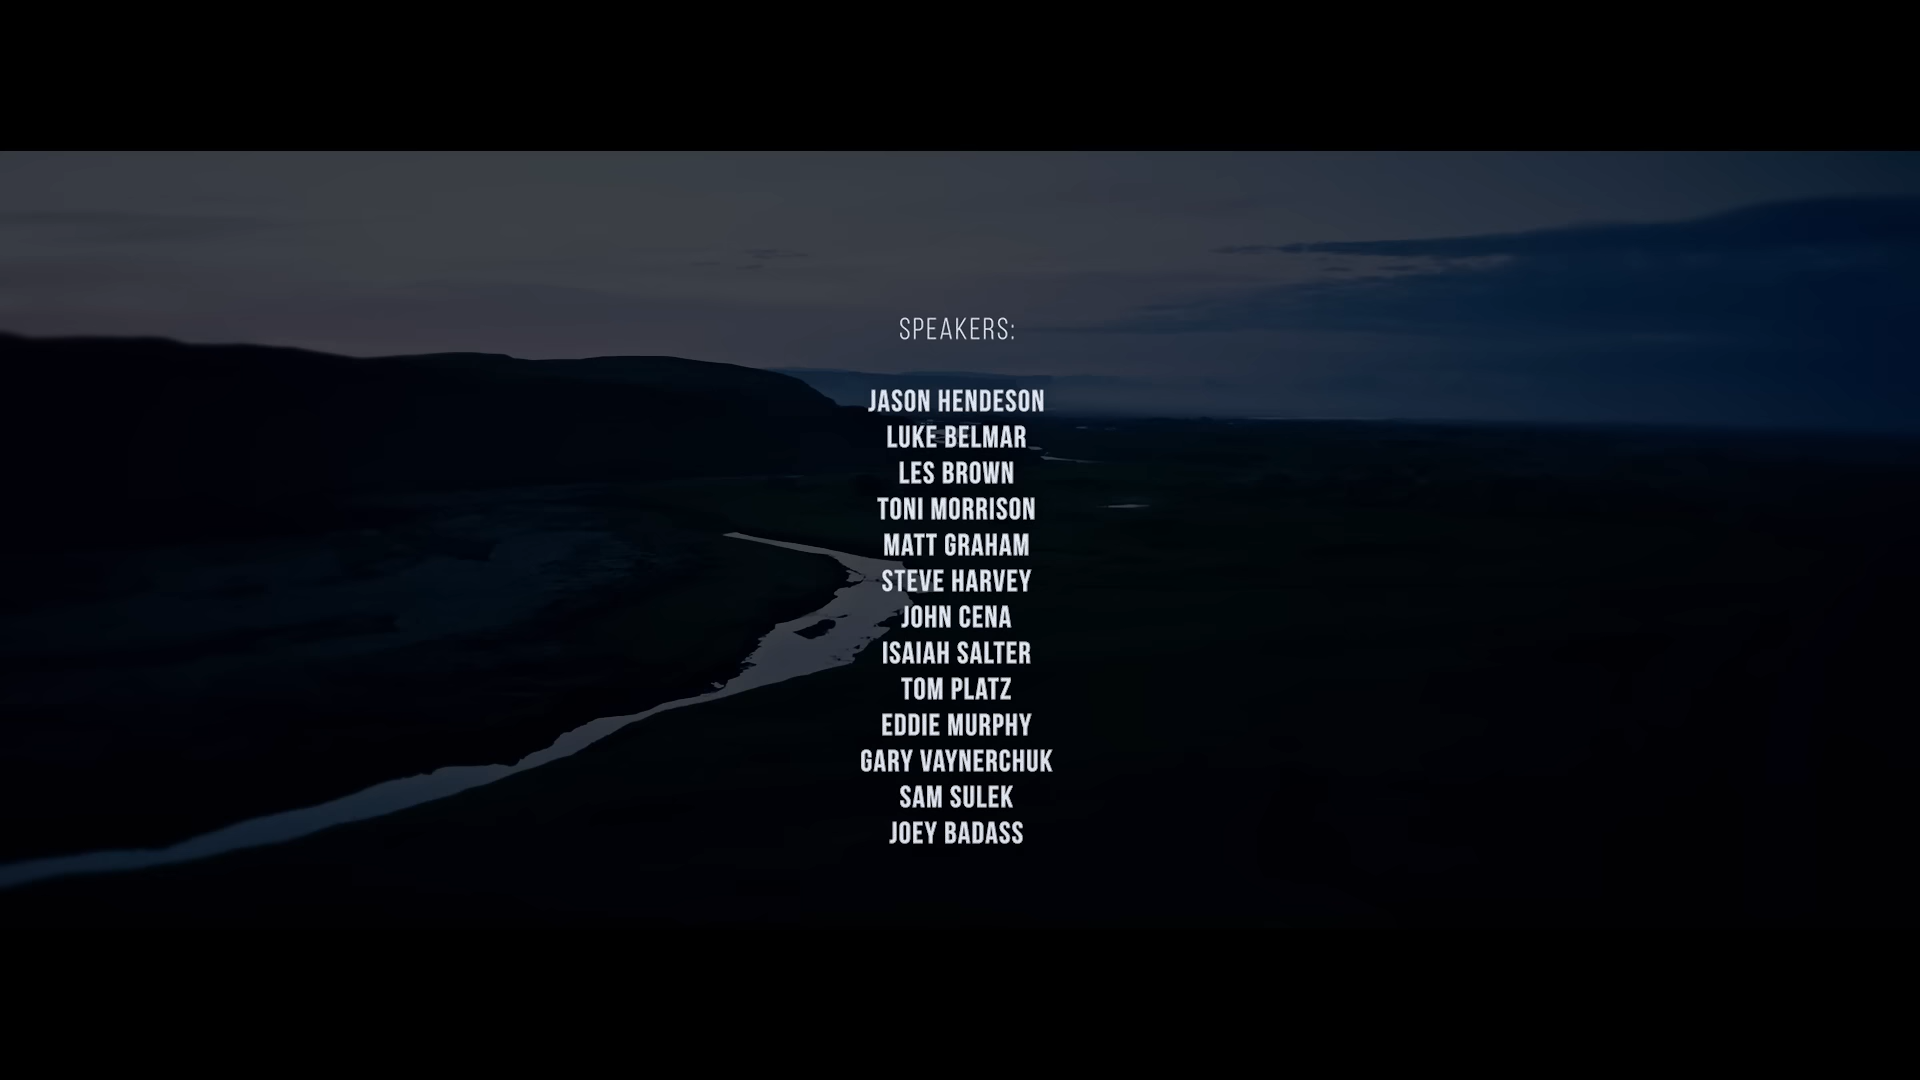 SPEAKERS:
JASON HENDESON
LUKE BELMAR
LES BROWN
TONI MORRISON
MATT GRAHAM
STEVE HARVEY
JOHN CENA
ISAIAH SALTER
TOM PLATZ
EDDIE MURPHY
GARY VAYNERCHUK
SAM SULEK
JOEY BADASS